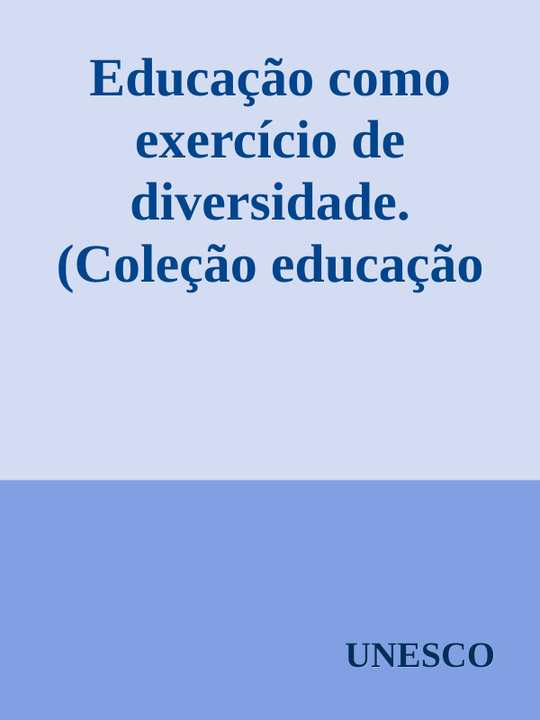 Educação como
exercício de
diversidade.
(Coleção educação
UNESCO